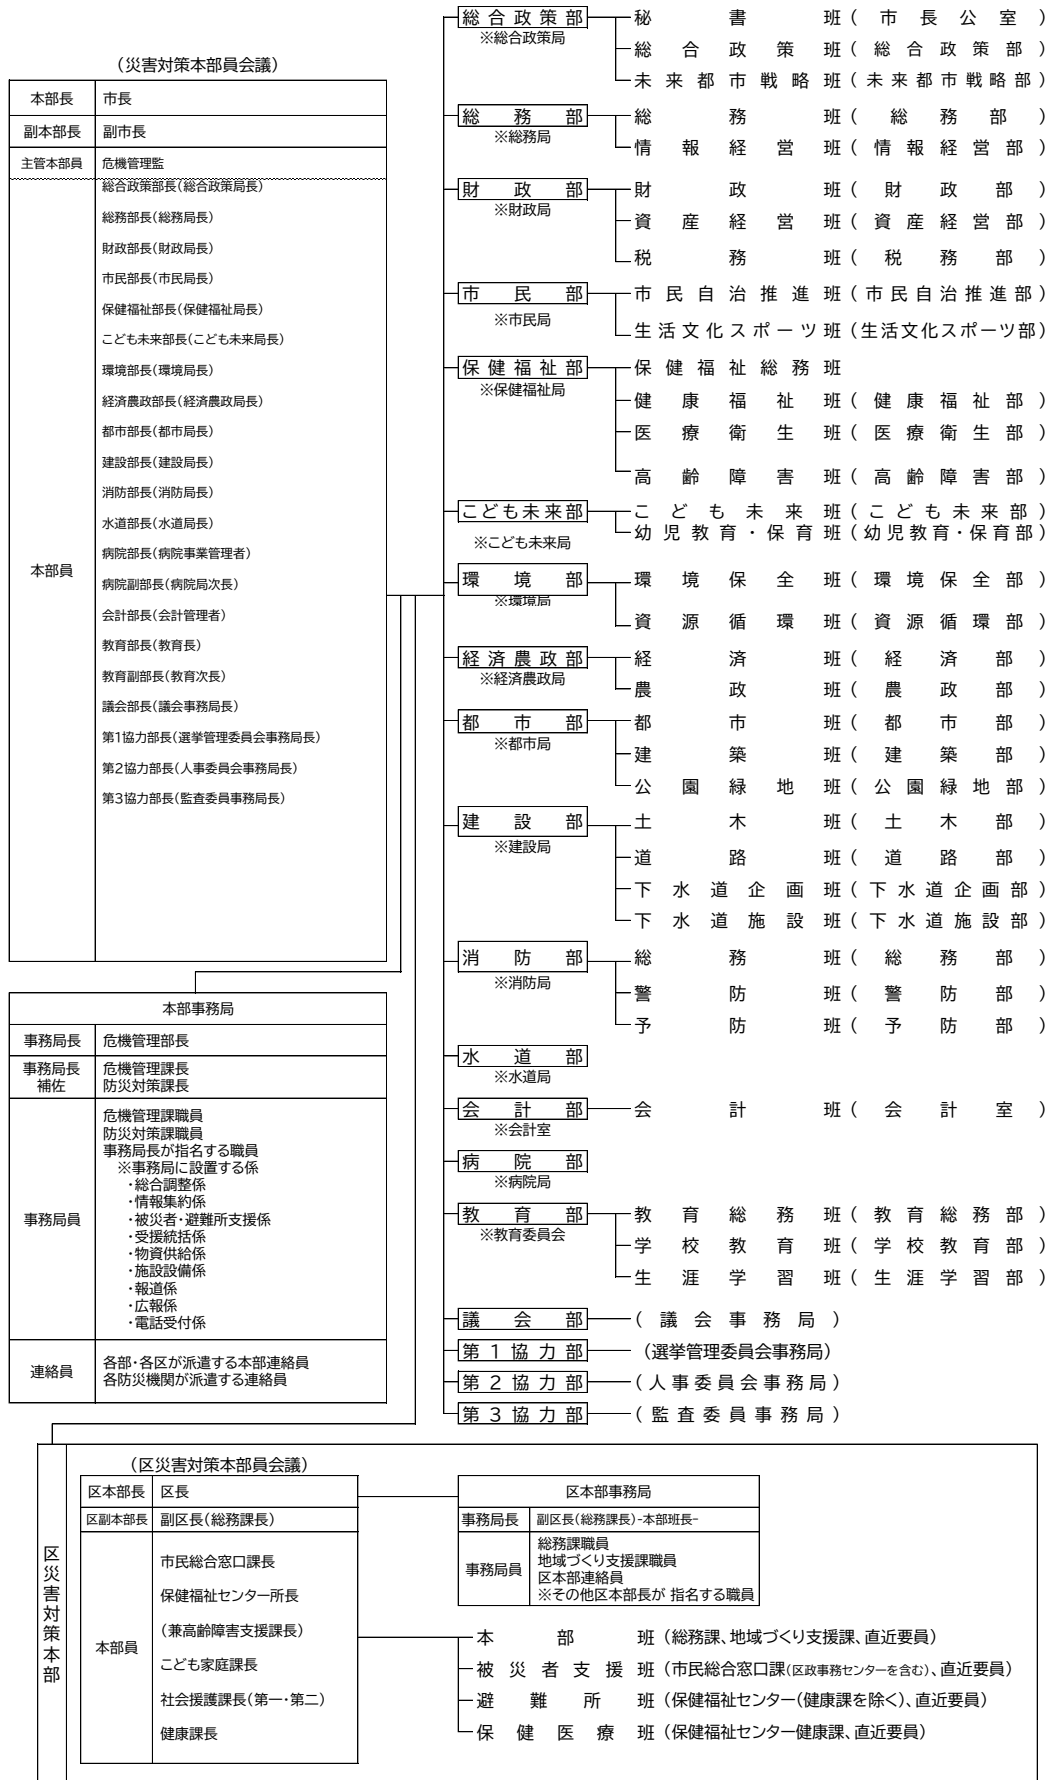 (災害対策本部員会議)
本部長 市長
副本部長 副市長
主管本部員 危機管理監
本部員
総合政策部長(総合政策局長)
総務部長(総務局長)
財政部長(財政局長)
市民部長(市民局長)
保健福祉部長(保健福祉局長)
こども未来部長(こども未来局長)
環境部長(環境局長)
経済農政部長(経済農政局長)
都市部長(都市局長)
建設部長(建設局長)
消防部長(消防局長)
水道部長(水道局長)
病院部長(病院事業管理者)
病院副部長(病院局次長)
会計部長(会計管理者)
教育部長(教育長)
教育副部長(教育次長)
議会部長(議会事務局長)
第1協力部長(選挙管理委員会事務局長)
第2協力部長(人事委員会事務局長)
第3協力部長(監査委員事務局長)
本部事務局
事務局長 危機管理部長
事務局長補佐
危機管理課長
防災対策課長
事務局員
危機管理課職員
防災対策課職員
事務局長が指名する職員
※事務局に設置する係
・総合調整係
・情報集約係
・被災者・避難所支援係
・受援統括係
・物資供給係
・施設設備係
・報道係
・広報係
・電話受付係
連絡員
各部・各区が派遣する本部連絡員
各防災機関が派遣する連絡員
総合政策部 秘書班(市長公室)
※総合政策局
総合政策班(総合政策部)
未来都市戦略班(未来都市戦略部)
総務部 総務班(総務部)
※総務局
情報経営班(情報経営部)
財政部 財政班(財政部)
※財政局
資産経営班(資産経営部)
税務班(税務部)
市民部 市民自治推進班(市民自治推進部)
※市民局
生活文化スポーツ班(生活文化スポーツ部)
保健福祉部 保健福祉総務班
※保健福祉局
健康福祉班(健康福祉部)
医療衛生班(医療衛生部)
高齢障害班(高齢障害部)
こども未来部 こども未来班(こども未来部)
幼児教育・保育班(幼児教育・保育部)
※こども未来局
環境部 環境保全班(環境保全部)
※環境局
資源循環班(資源循環部)
経済農政部 経済班(経済部)
※経済農政局
農政班(農政部)
都市部 都市班(都市部)
※都市局
建築班(建築部)
公園緑地班(公園緑地部)
建設部 土木班(土木部)
※建設局
道路班(道路部)
下水道企画班(下水道企画部)
下水道施設班(下水道施設部)
消防部 総務班(総務部)
※消防局
警防班(警防部)
予防班(予防部)
水道部
※水道局
会計部 会計班(会計室)
※会計室
病院部
※病院局
教育部 教育総務班(教育総務部)
※教育委員会
学校教育班(学校教育部)
生涯学習班(生涯学習部)
議会部 (議会事務局)
第1協力部 (選挙管理委員会事務局)
第2協力部 (人事委員会事務局)
第3協力部 (監査委員事務局)
区災害対策本部
(区災害対策本部員会議)
区本部長 区長
区副本部長 副区長(総務課長)
本部員
市民総合窓口課長
保健福祉センター所長
(兼高齢障害支援課長)
こども家庭課長
社会援護課長(第一・第二)
健康課長
区本部事務局
事務局長 副区長(総務課長)-本部班長-
事務局員
総務課職員
地域づくり支援課職員
区本部連絡員
※その他区本部長が 指名する職員
本部班(総務課、地域づくり支援課、直近要員)
被災者支援班(市民総合窓口課(区政事務センターを含む)、直近要員)
避難所班(保健福祉センター(健康課を除く)、直近要員)
保健医療班(保健福祉センター健康課、直近要員)